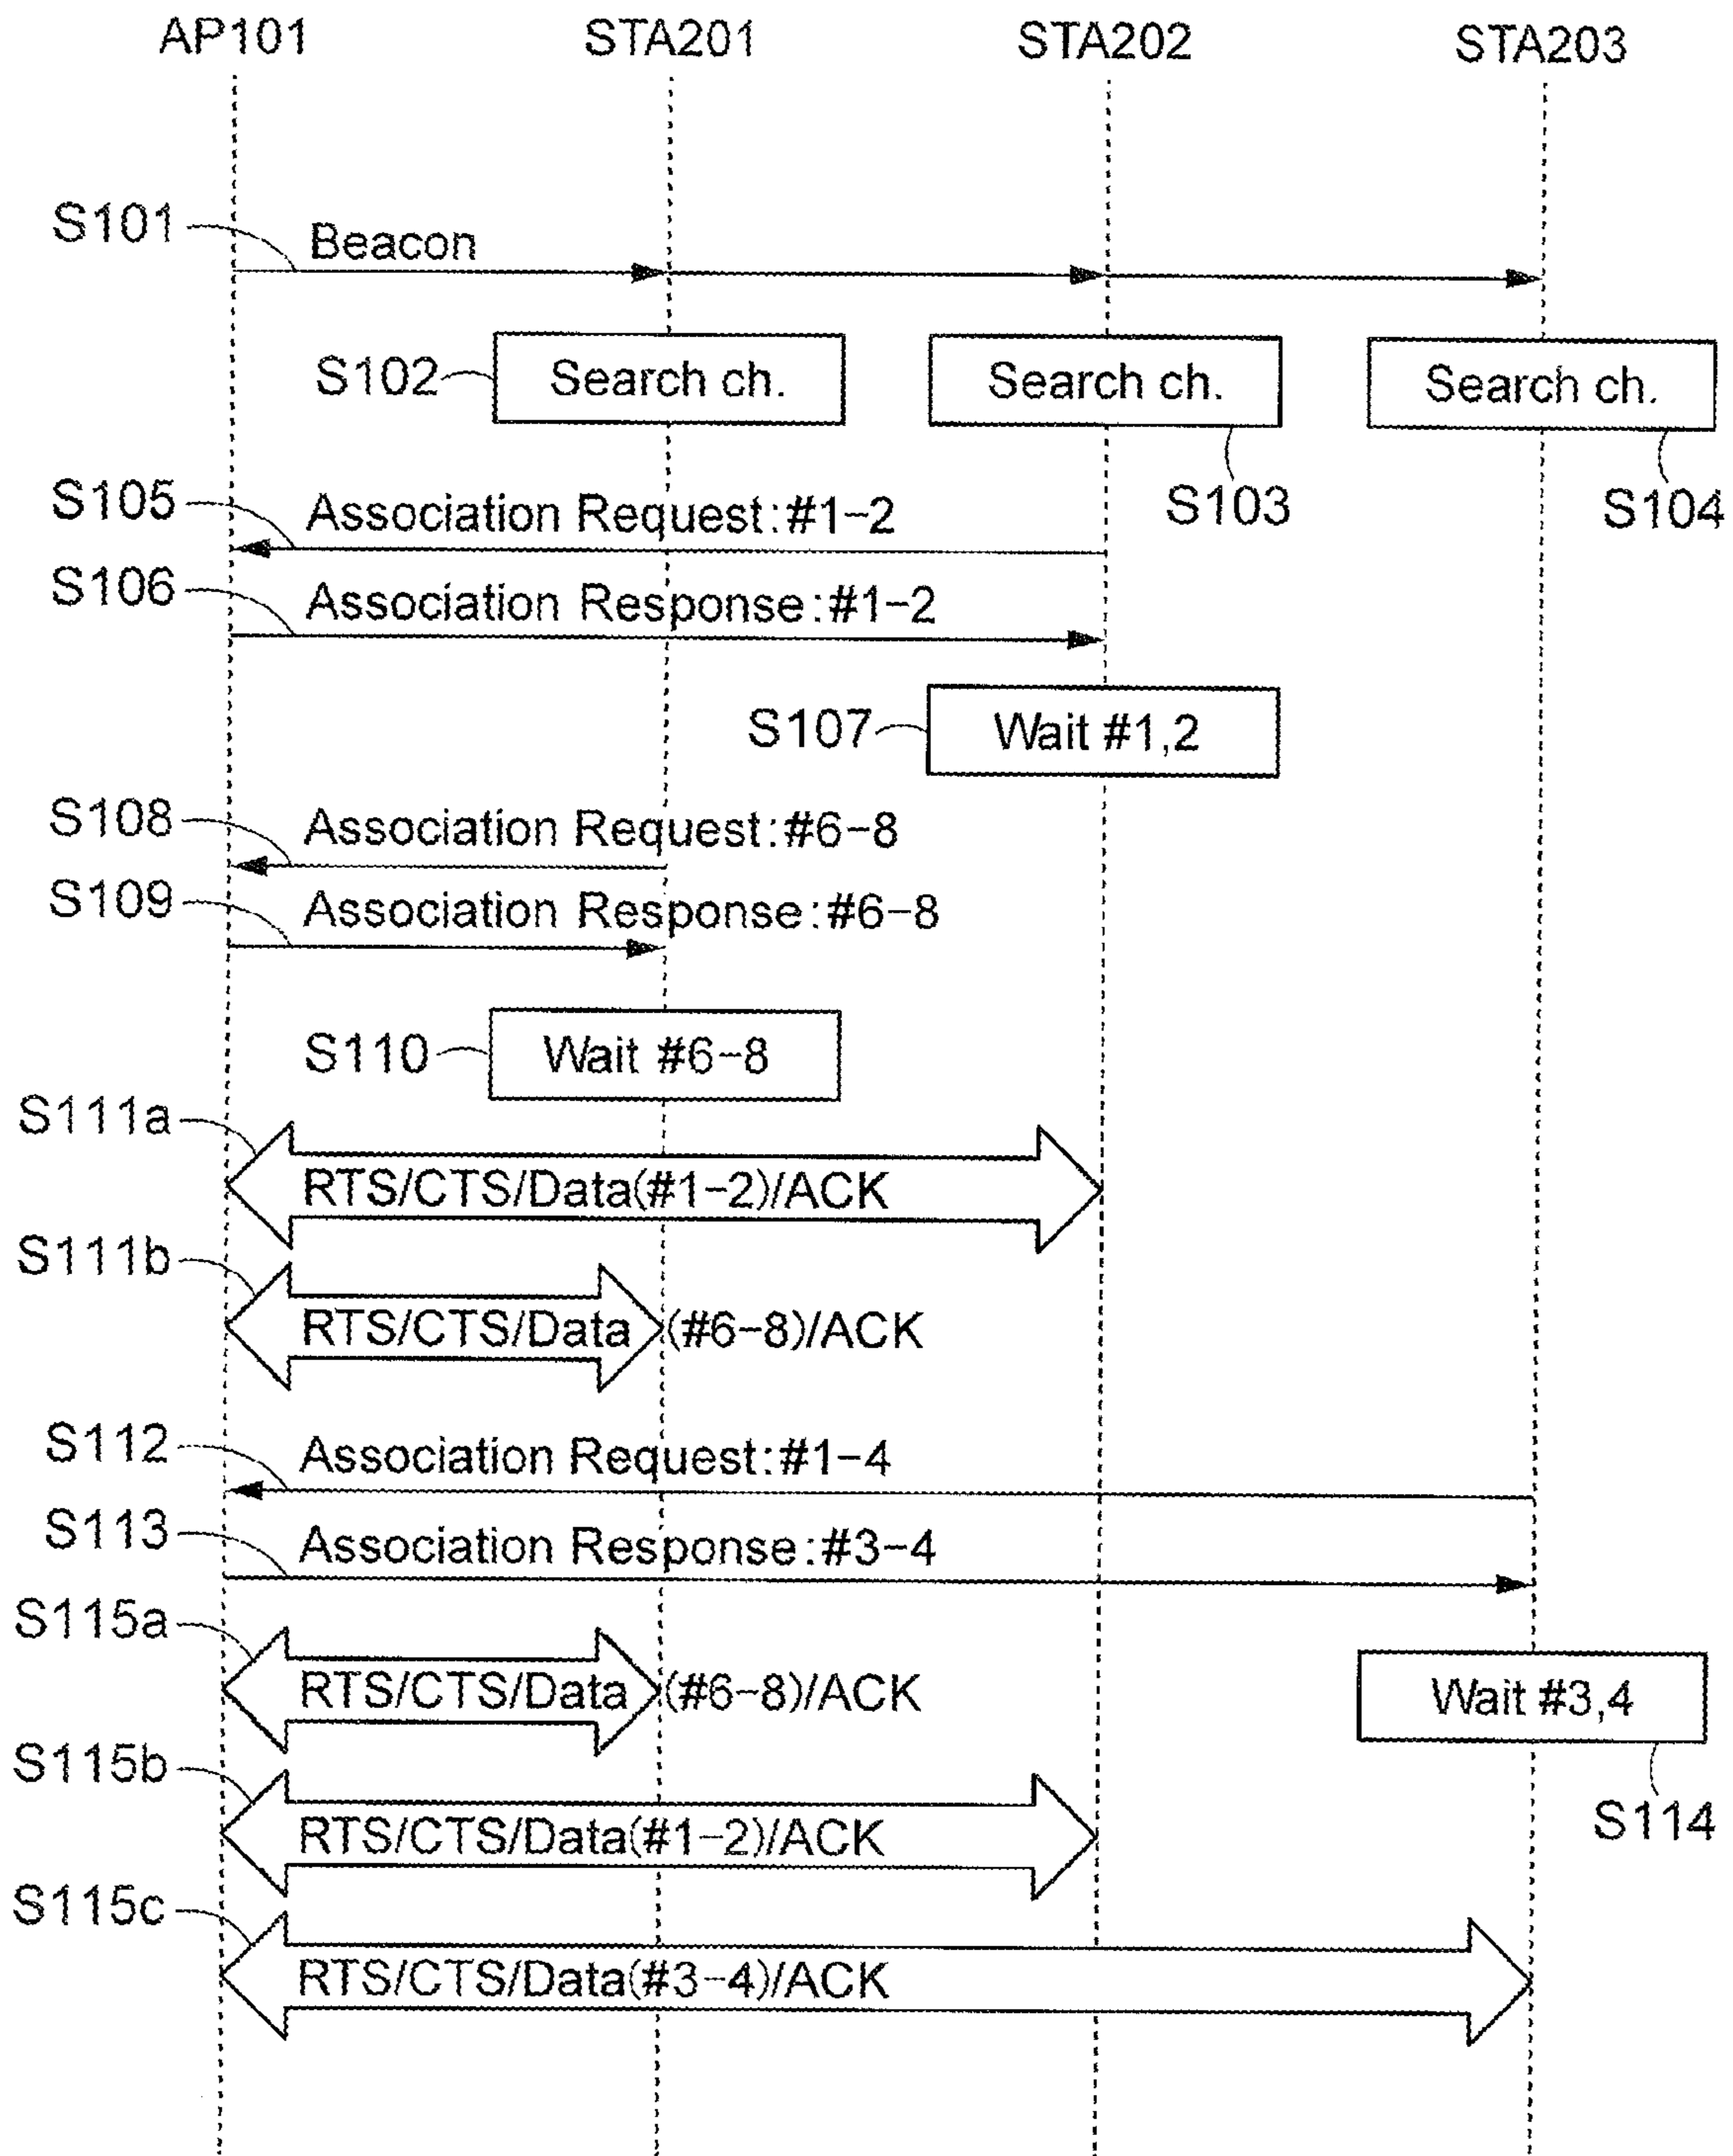 AP101 STA201 STA202 STA203
S101 Beacon
S102 Search ch. Search ch. Search ch.
S103 S104
S105 Association Request:#1-2
S106 Association Response:#1-2
S107 Wait #1,2
S108 Association Request:#6-8
S109 Association Response:#6-8
S110 Wait #6-8
S111a RTS/CTS/Data(#1-2)/ACK
S111b RTS/CTS/Data(#6-8)/ACK
S112 Association Request:#1-4
S113 Association Response:#3-4
S115a RTS/CTS/Data(#6-8)/ACK Wait #3,4
S114
S115b RTS/CTS/Data(#1-2)/ACK
S115c RTS/CTS/Data(#3-4)/ACK